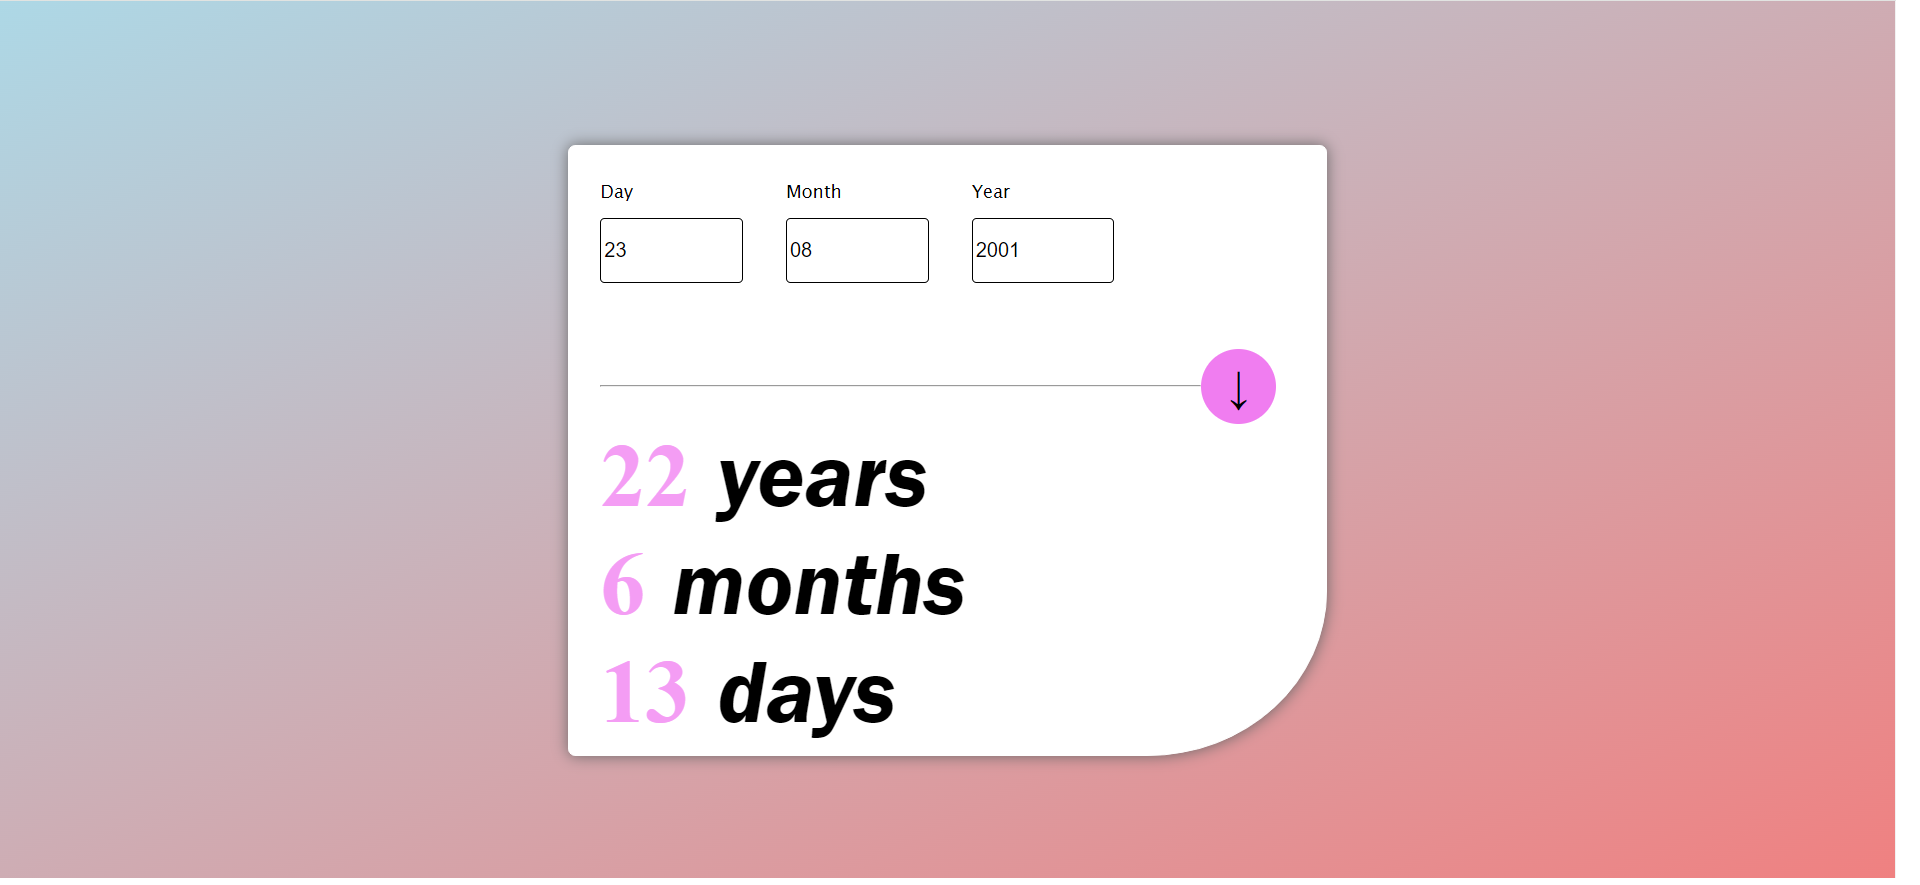 Day Month Year
23 08 2001
↓
22 years
6 months
13 days